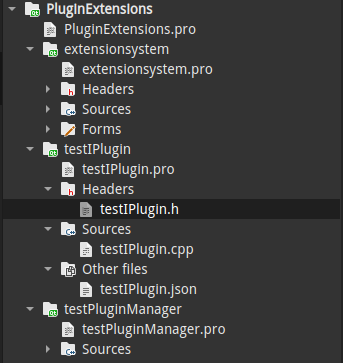 PluginExtensions
PluginExtensions.pro
extensionsystem
extensionsystem.pro
Headers
Sources
Forms
testIPlugin
testIPlugin.pro
Headers
testIPlugin.h
Sources
testIPlugin.cpp
Other files
testIPlugin.json
testPluginManager
testPluginManager.pro
Sources